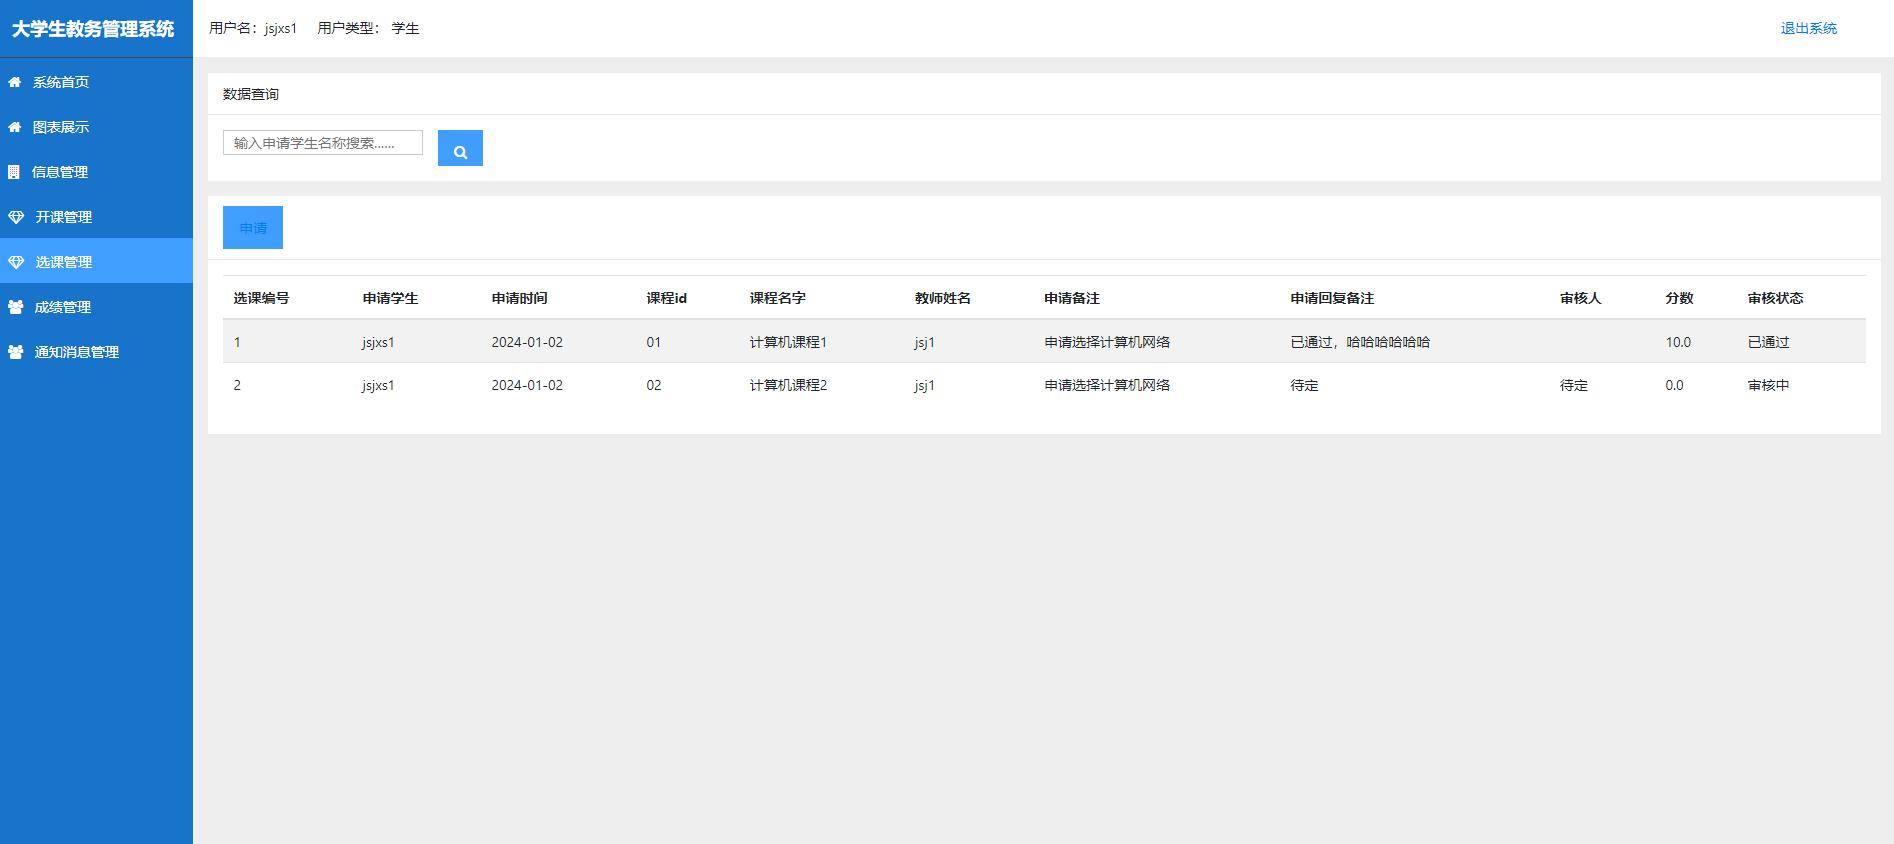 大学生教务管理系统
用户名：jsjxs1 用户类型： 学生
退出系统
系统首页
图表展示
信息管理
开课管理
选课管理
成绩管理
通知消息管理
数据查询
输入申请学生名称搜索......
申请
选课编号 申请学生 申请时间 课程id 课程名字 教师姓名 申请备注 申请回复备注 审核人 分数 审核状态
1 jsjxs1 2024-01-02 01 计算机课程1 jsj1 申请选择计算机网络 已通过，哈哈哈哈哈哈 10.0 已通过
2 jsjxs1 2024-01-02 02 计算机课程2 jsj1 申请选择计算机网络 待定 待定 0.0 审核中